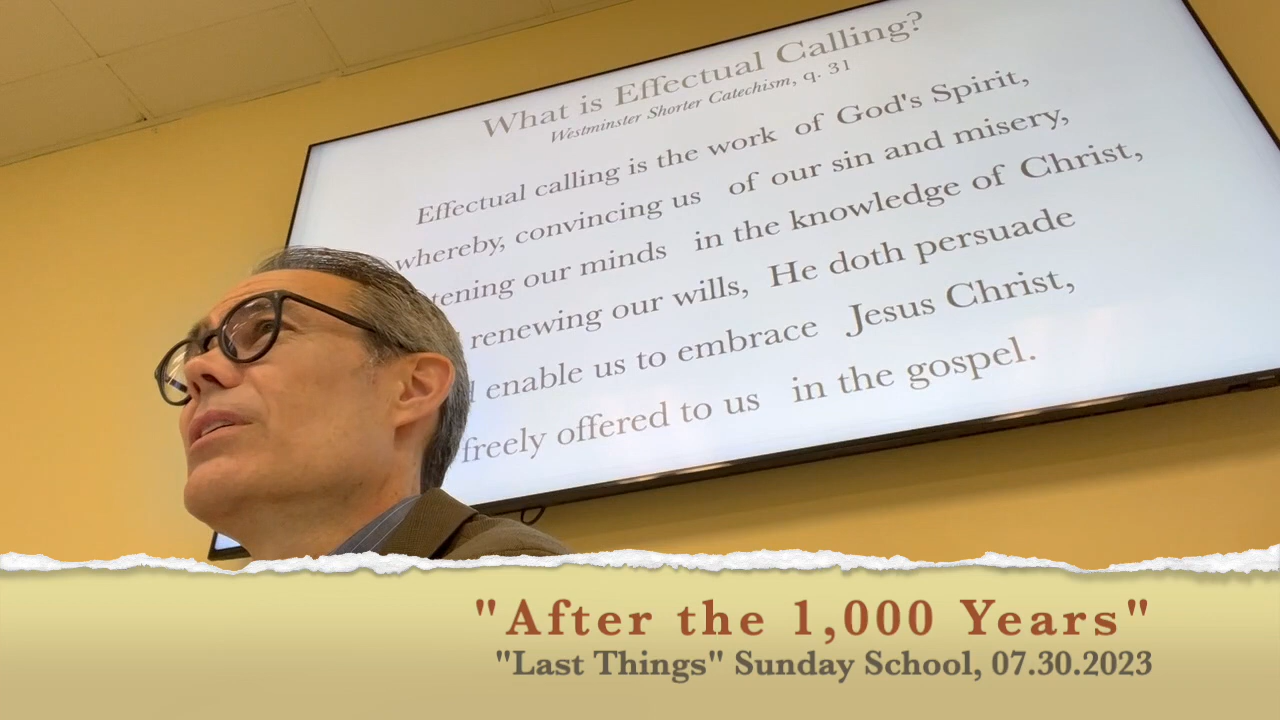 What is Effectual Calling?
Westminster Shorter Catechism, q. 31
Effectual calling is the work of God's Spirit,
whereby, convincing us of our sin and misery,
tening our minds in the knowledge of Christ,
renewing our wills, He doth persuade
enable us to embrace Jesus Christ,
freely offered to us in the gospel.
"After the 1,000 Years"
"Last Things" Sunday School, 07.30.2023